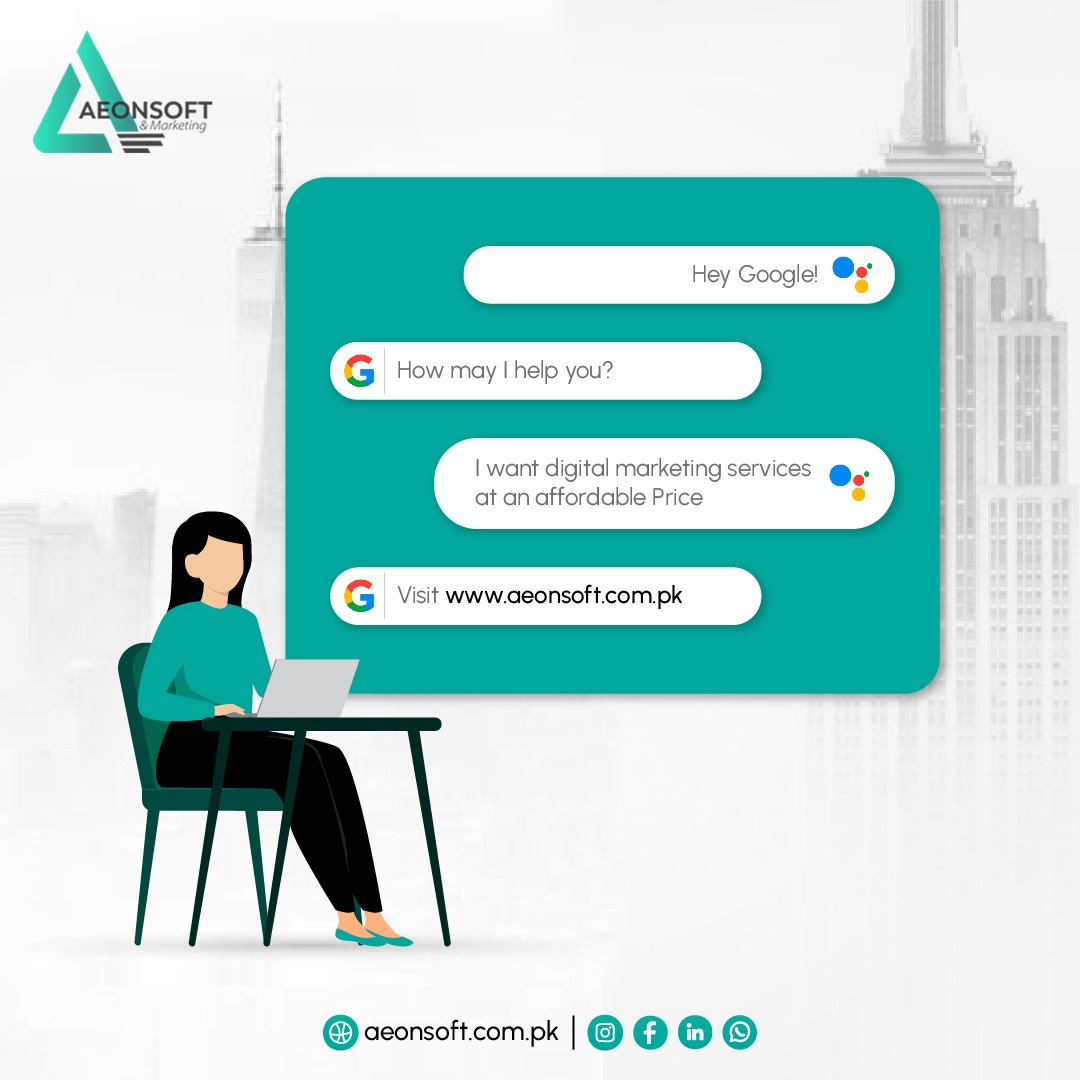 AEONSOFT
& Marketing
Hey Google!
How may I help you?
I want digital marketing services
at an affordable Price
Visit www.aeonsoft.com.pk
aeonsoft.com.pk